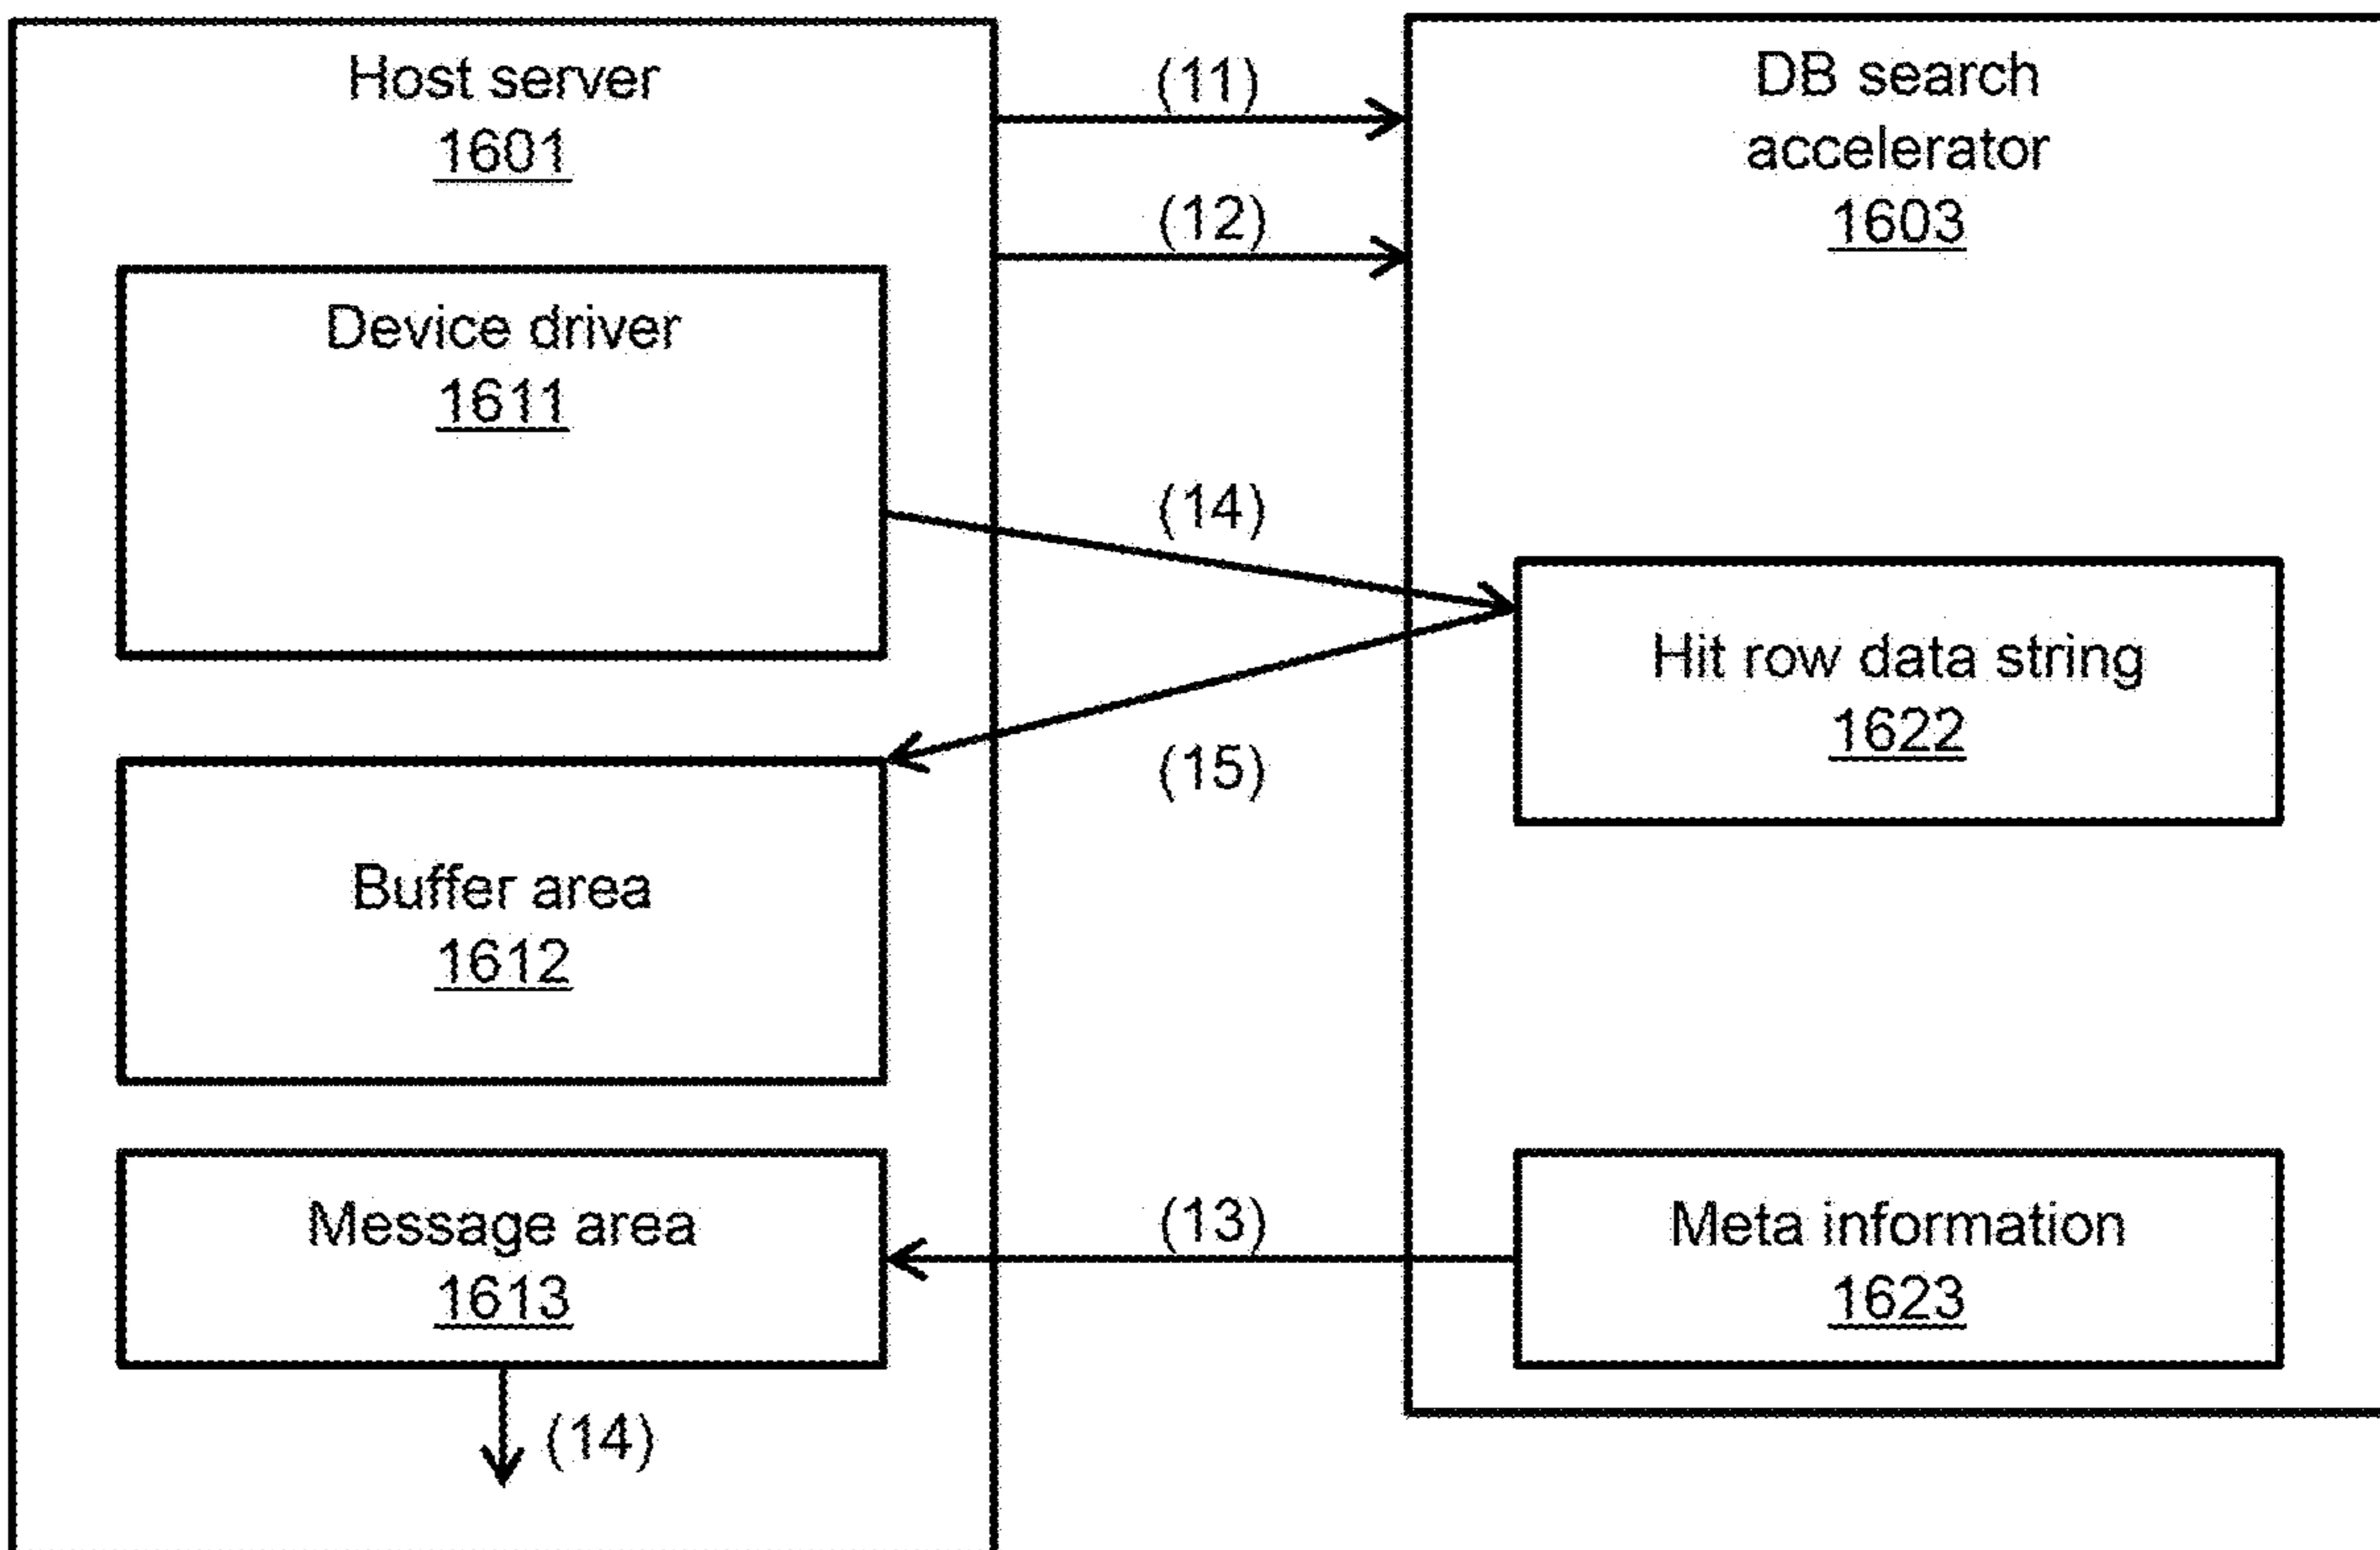 Host server
1601
(11)
DB search
accelerator
1603
(12)
Device driver
1611
(14)
Hit row data string
1622
(15)
Buffer area
1612
Message area
1613
(13)
Meta information
1623
(14)